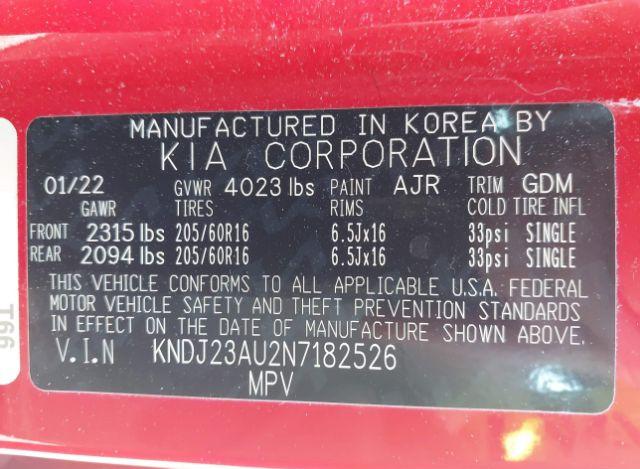 MANUFACTURED IN KOREA BY
KIA CORPORATION
01/22 GVWR 4023 lbs PAINT AJR TRIM GDM
GAWR TIRES RIMS COLD TIRE INFL
FRONT 2315 lbs 205/60R16 6.5Jx16 33psi SINGLE
REAR 2094 lbs 205/60R16 6.5Jx16 33psi SINGLE
THIS VEHICLE CONFORMS TO ALL APPLICABLE U.S.A. FEDERAL
MOTOR VEHICLE SAFETY AND THEFT PREVENTION STANDARDS
IN EFFECT ON THE DATE OF MANUFACTURE SHOWN ABOVE.
V.I.N KNDJ23AU2N7182526
MPV